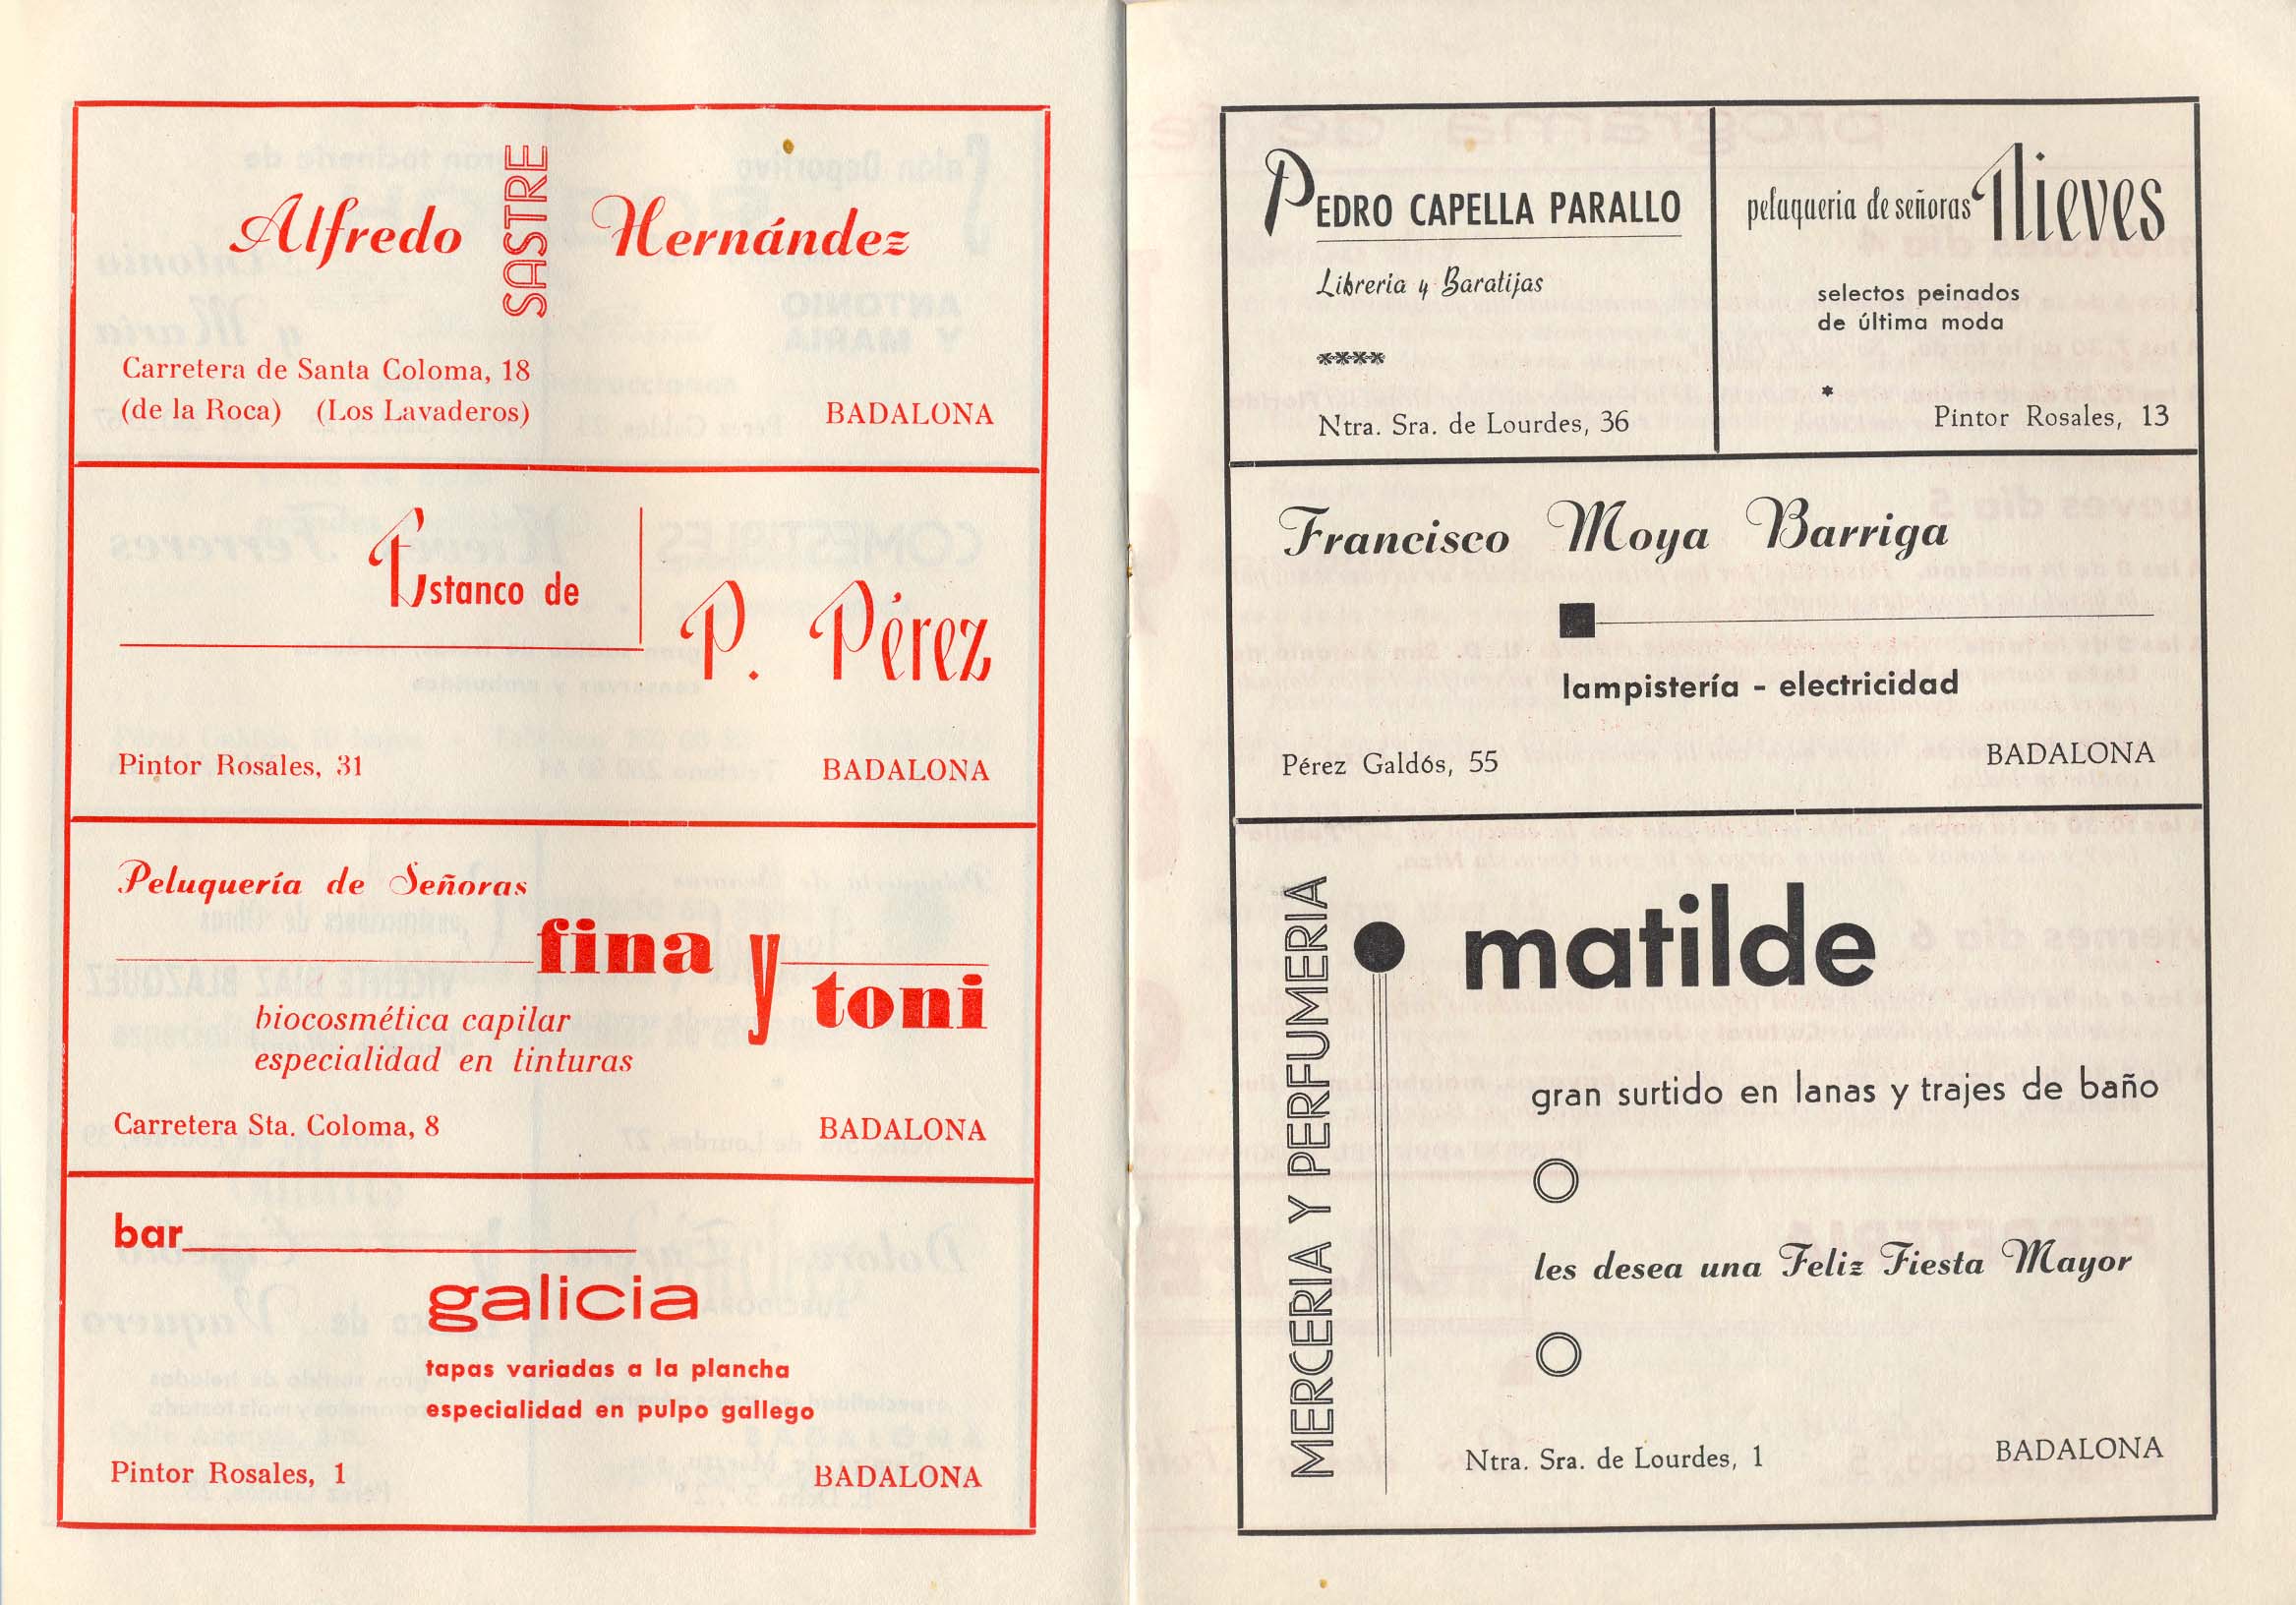 Alfredo SASTRE Hernández
Carretera de Santa Coloma, 18
(de la Roca) (Los Lavaderos) BADALONA
Estanco de
P. Pérez
Pintor Rosales, 31 BADALONA
Peluquería de Señoras
fina y toni
biocosmética capilar
especialidad en tinturas
Carretera Sta. Coloma, 8 BADALONA
bar
galicia
tapas variadas a la plancha
especialidad en pulpo gallego
Pintor Rosales, 1 BADALONA
PEDRO CAPELLA PARALLO
Libreria y Baratijas
****
Ntra. Sra. de Lourdes, 36
peluqueria de señoras Nieves
selectos peinados
de última moda
*
Pintor Rosales, 13
Francisco Moya Barriga
lampistería - electricidad
Pérez Galdós, 55 BADALONA
MERCERIA Y PERFUMERIA
matilde
gran surtido en lanas y trajes de baño
les desea una Feliz Fiesta Mayor
Ntra. Sra. de Lourdes, 1 BADALONA